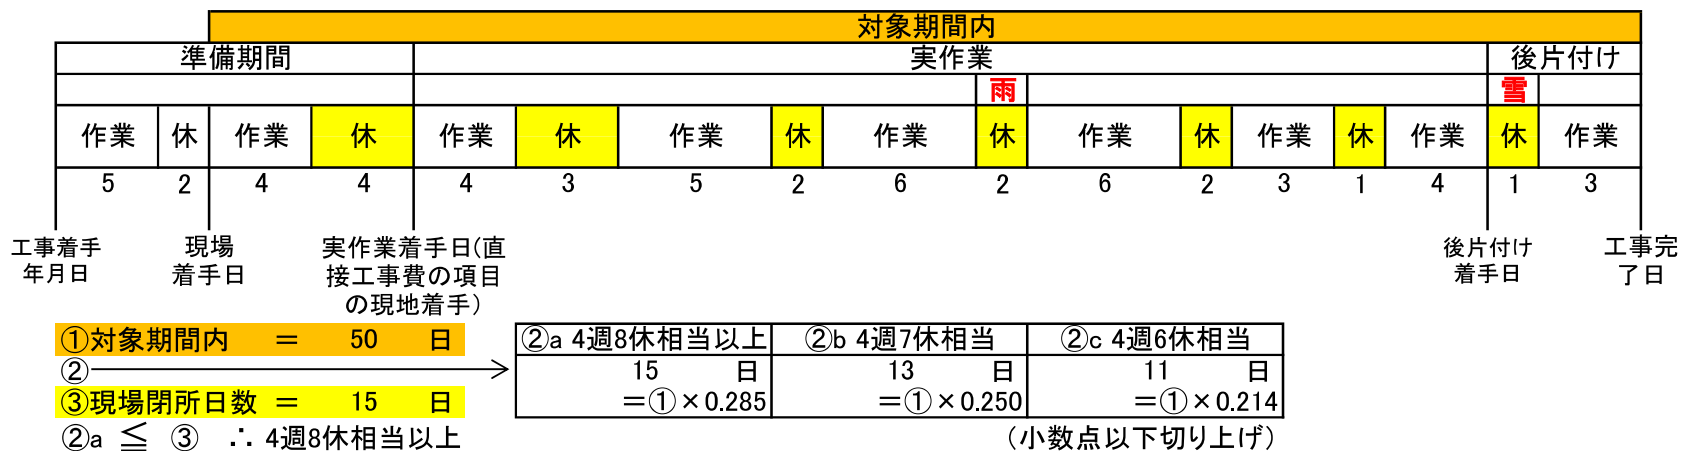 対象期間内
準備期間 実作業 後片付け
雨 雪
作業 休 作業 休 作業 休 作業 休 作業 休 作業 休 作業 休 作業 休 作業
5 2 4 4 4 3 5 2 6 2 6 2 3 1 4 1 3
工事着手
年月日
現場
着手日
実作業着手日(直
接工事費の項目
の現地着手)
後片付け
着手日
工事完
了日
①対象期間内 = 50 日
②
③現場閉所日数 = 15 日
②a ≦ ③ ∴ 4週8休相当以上
②a 4週8休相当以上 ②b 4週7休相当 ②c 4週6休相当
15 日 13 日 11 日
=①×0.285 =①×0.250 =①×0.214
(小数点以下切り上げ)